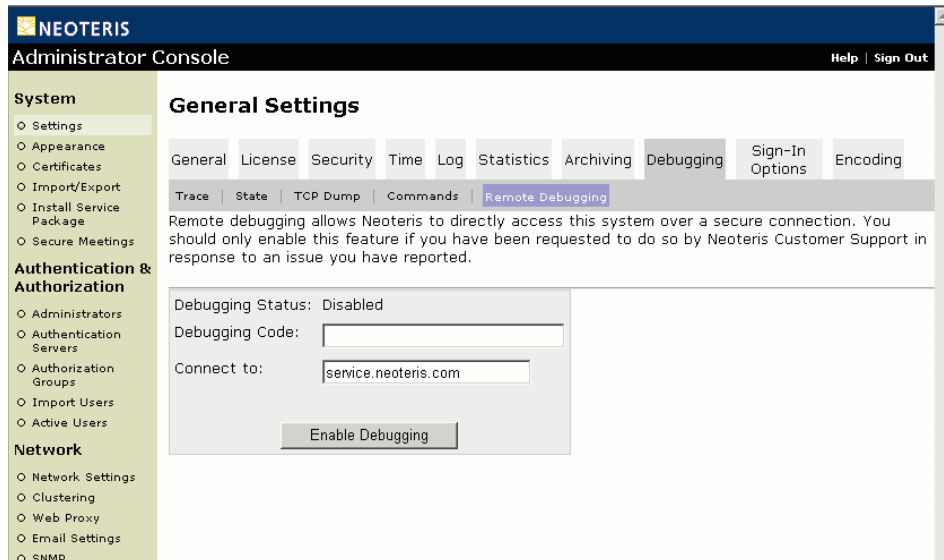 NEOTERIS
Administrator Console
Help | Sign Out
System
Settings
Appearance
Certificates
Import/Export
Install Service
Package
Secure Meetings
Authentication &
Authorization
Administrators
Authentication
Servers
Authorization
Groups
Import Users
Active Users
Network
Network Settings
Clustering
Web Proxy
Email Settings
SNMP
General Settings
General License Security Time Log Statistics Archiving Debugging Sign-In Options Encoding
Trace | State | TCP Dump | Commands | Remote Debugging
Remote debugging allows Neoteris to directly access this system over a secure connection. You
should only enable this feature if you have been requested to do so by Neoteris Customer Support in
response to an issue you have reported.
Debugging Status: Disabled
Debugging Code:
Connect to: service.neoteris.com
Enable Debugging